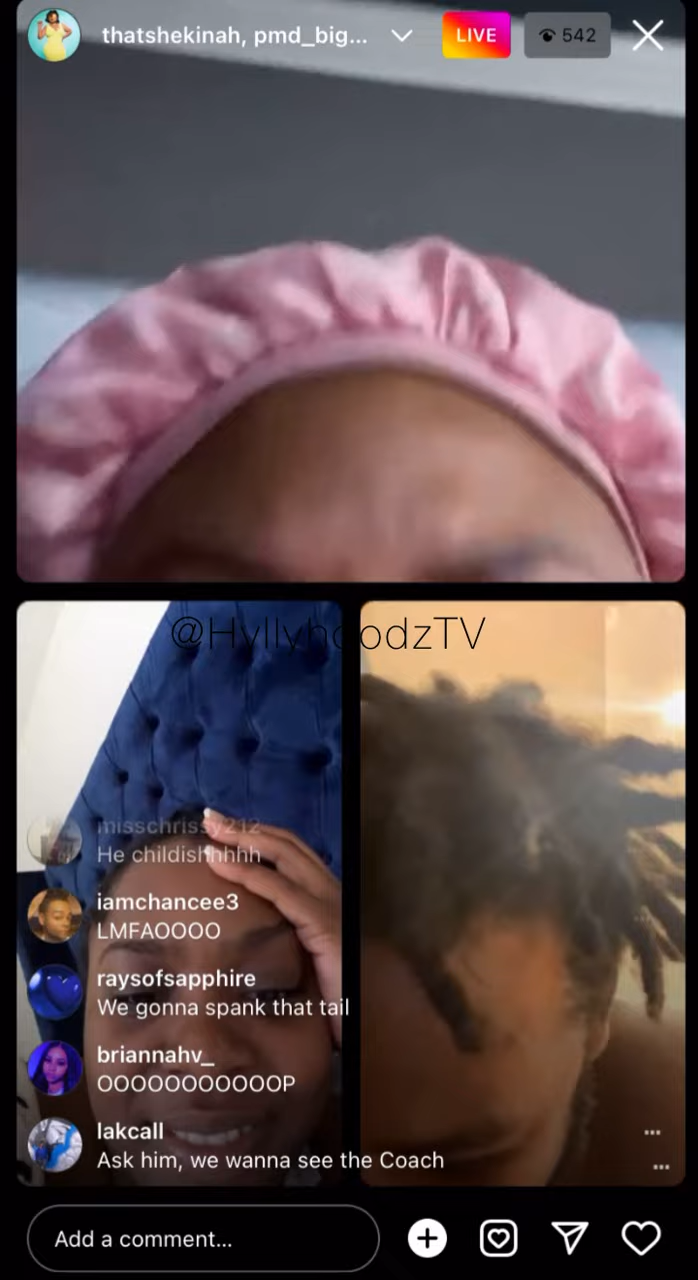 thatshekinah, pmd_big...
LIVE
542
@HvllyhoodzTV
misschrissy212
He childishhhhh
iamchancee3
LMFAOOOO
raysofsapphire
We gonna spank that tail
briannahv_
OOOOOOOOOOOP
lakcall
Ask him, we wanna see the Coach
Add a comment...